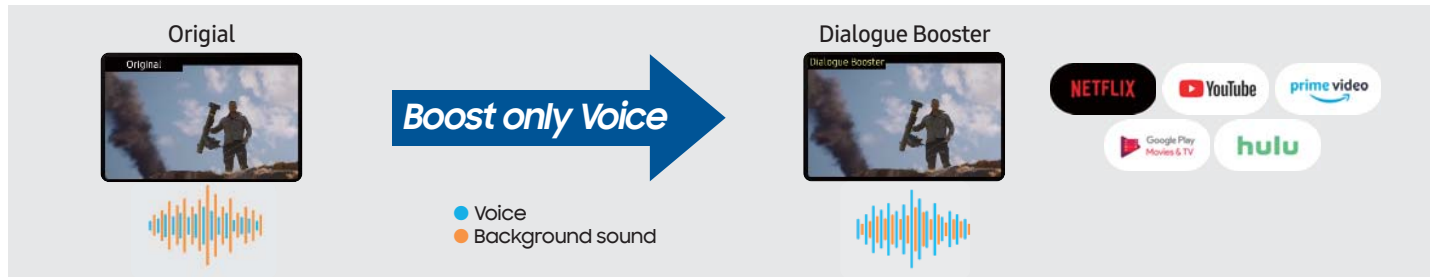 Origial
Original
Boost only Voice
Voice
Background sound
Dialogue Booster
Dialogue Booster
NETFLIX
YouTube
prime video
Google Play
Movies & TV
hulu